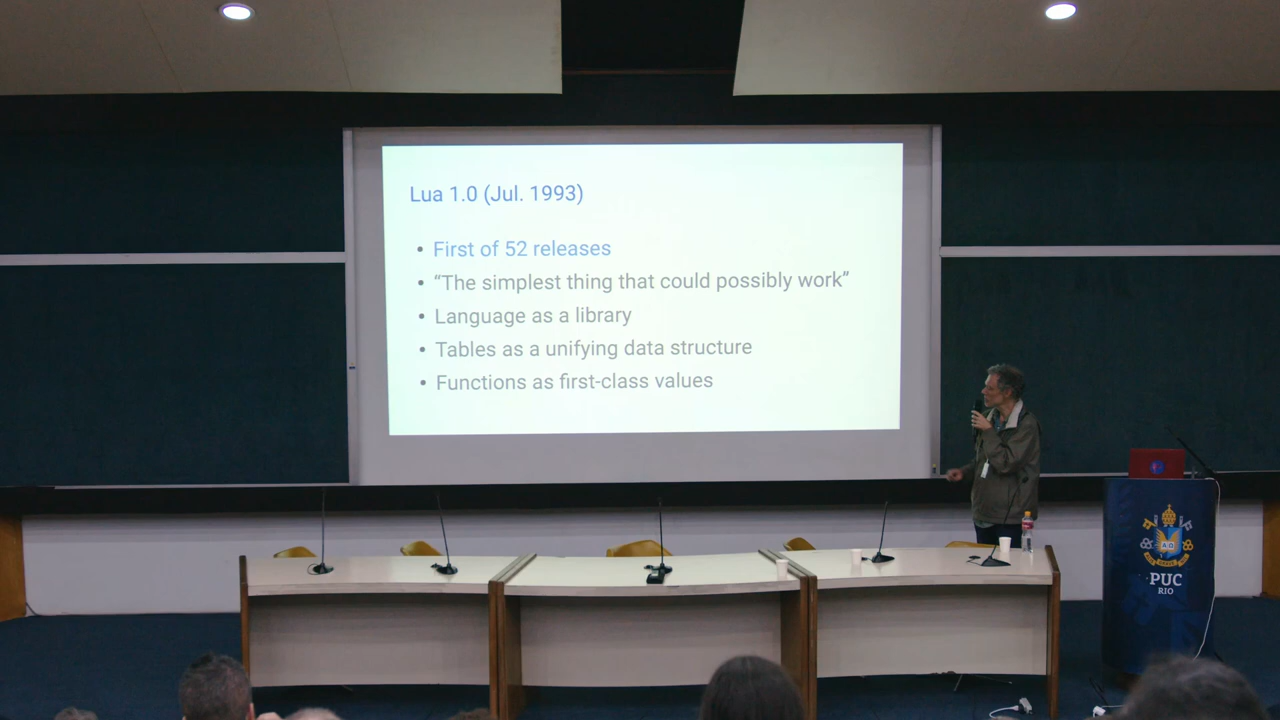 Lua 1.0 (Jul. 1993)
• First of 52 releases
• “The simplest thing that could possibly work”
• Language as a library
• Tables as a unifying data structure
• Functions as first-class values
PUC
RIO